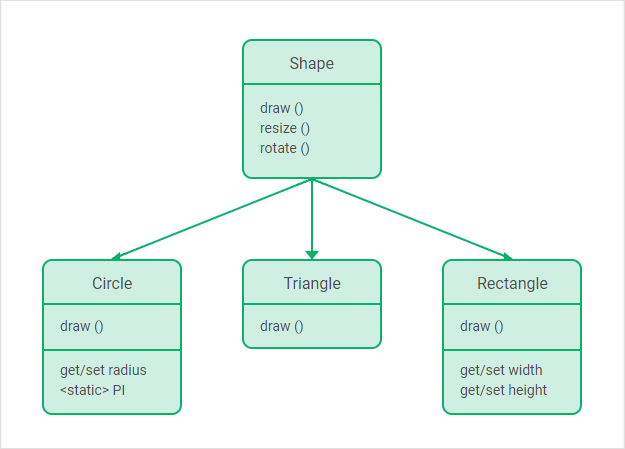 Shape
draw ()
resize ()
rotate ()
Circle
draw ()
get/set radius
<static> PI
Triangle
draw ()
Rectangle
draw ()
get/set width
get/set height